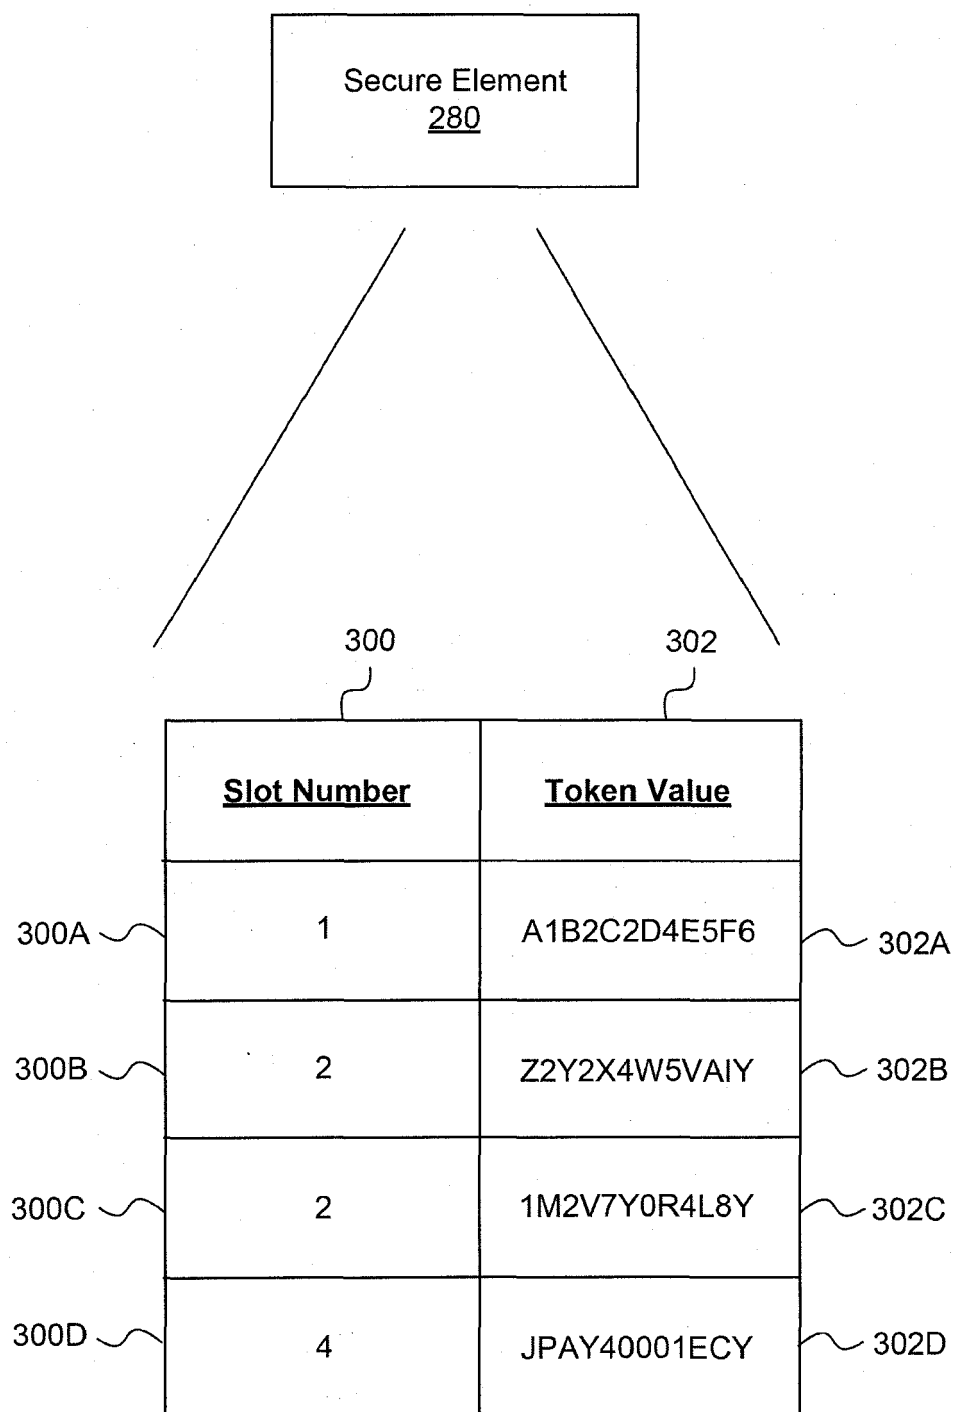 Secure Element
280
300 302
Slot Number Token Value
300A 1 A1B2C2D4E5F6 302A
300B 2 Z2Y2X4W5VAIY 302B
300C 2 1M2V7Y0R4L8Y 302C
300D 4 JPAY40001ECY 302D